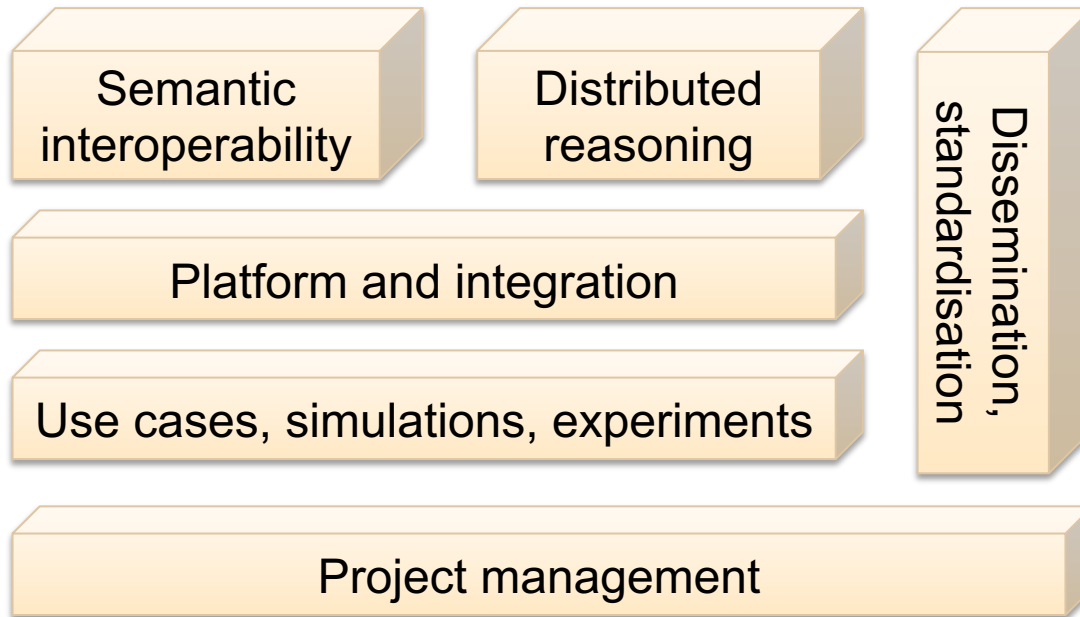 Semantic
interoperability
Distributed
reasoning
Dissemination,
standardisation
Platform and integration
Use cases, simulations, experiments
Project management